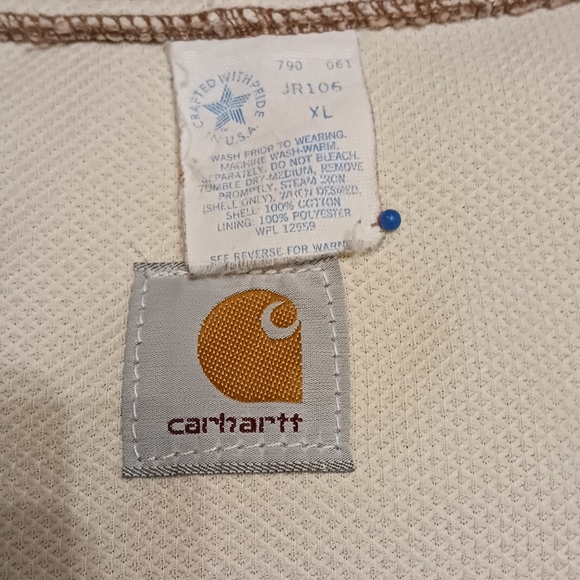 CRAFTED WITH PRIDE
IN U.S.A.
790 061
JR106
XL
WASH PRIOR TO WEARING.
MACHINE WASH-WARM.
SEPARATELY. DO NOT BLEACH.
TUMBLE DRY-MEDIUM, REMOVE
PROMPTLY. STEAM IRON
(SHELL ONLY), WHEN DESIRED.
SHELL: 100% COTTON
LINING: 100% POLYESTER
WPL 12559
SEE REVERSE FOR
carhartt